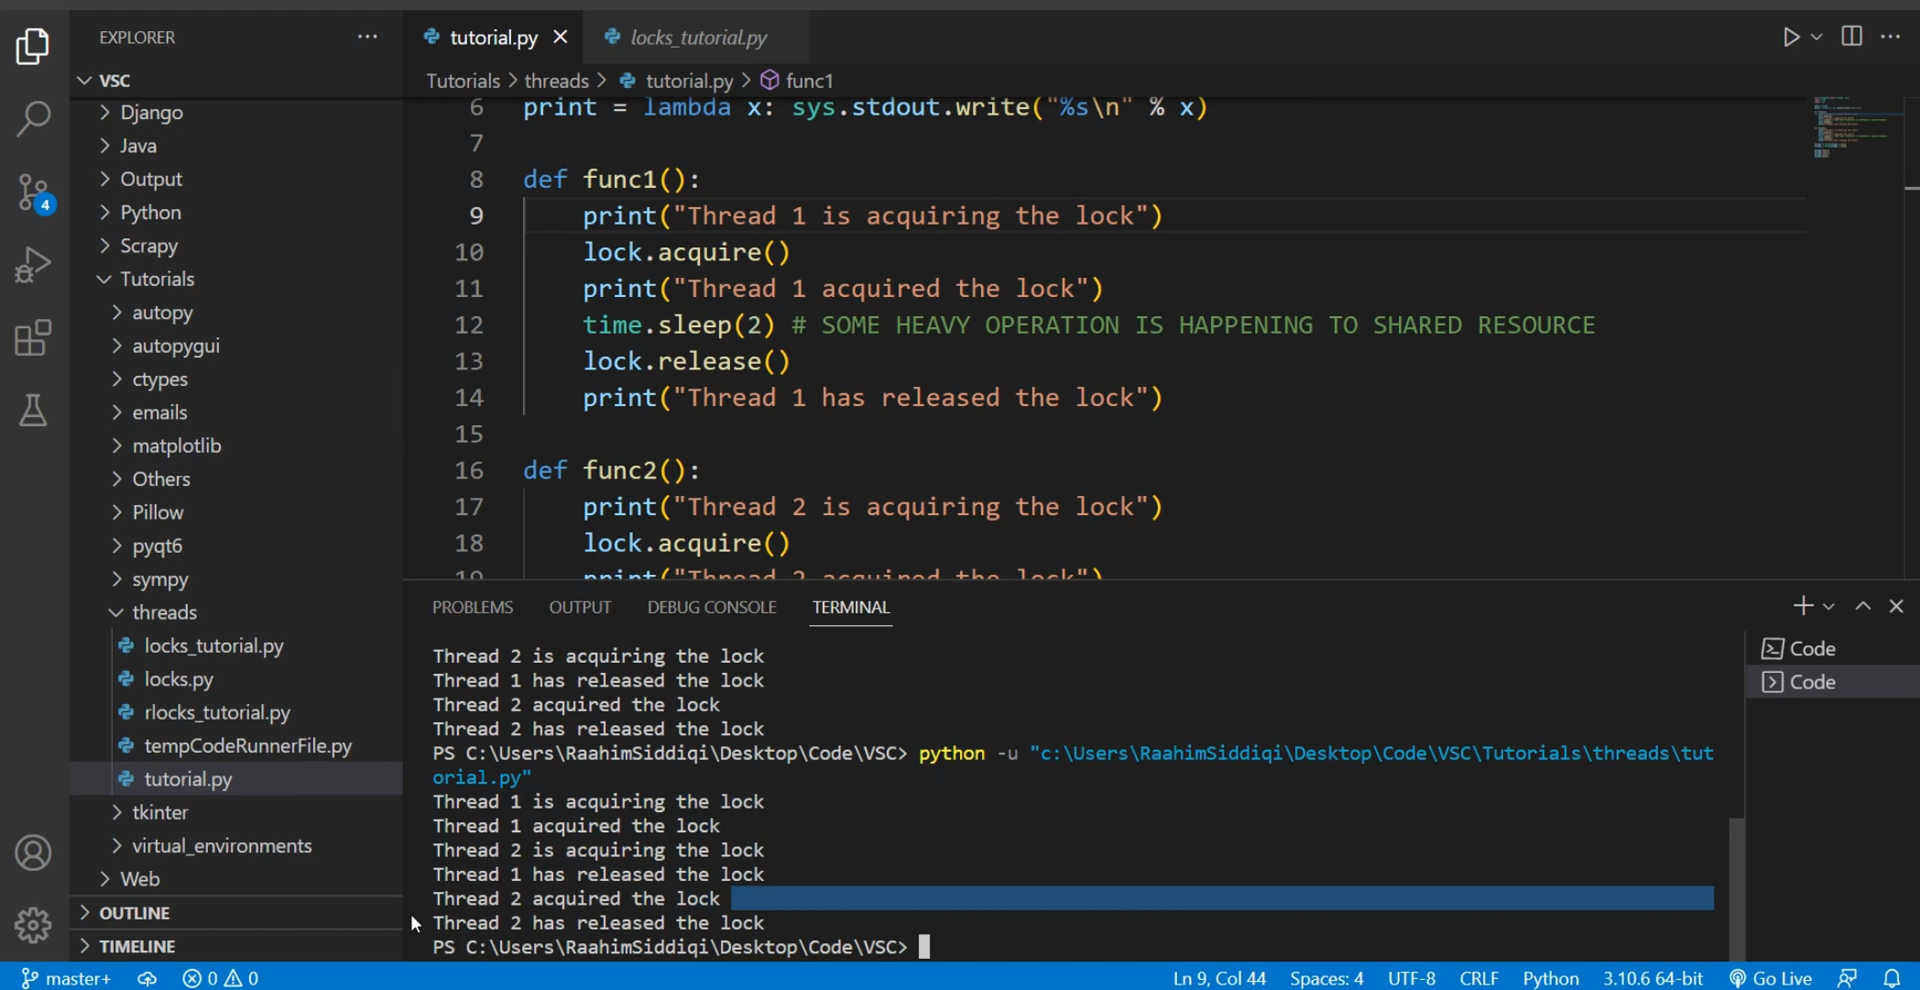 EXPLORER
VSC
Django
Java
Output
Python
Scrapy
Tutorials
autopy
autopygui
ctypes
emails
matplotlib
Others
Pillow
pyqt6
sympy
threads
locks_tutorial.py
locks.py
rlocks_tutorial.py
tempCodeRunnerFile.py
tutorial.py
tkinter
virtual_environments
Web
OUTLINE
TIMELINE
4
tutorial.py locks_tutorial.py
Tutorials > threads > tutorial.py > func1
6 print = lambda x: sys.stdout.write("%s\n" % x)
7
8 def func1():
9 print("Thread 1 is acquiring the lock")
10 lock.acquire()
11 print("Thread 1 acquired the lock")
12 time.sleep(2) # SOME HEAVY OPERATION IS HAPPENING TO SHARED RESOURCE
13 lock.release()
14 print("Thread 1 has released the lock")
15
16 def func2():
17 print("Thread 2 is acquiring the lock")
18 lock.acquire()
19 print("Thread 2 acquired the lock")
PROBLEMS OUTPUT DEBUG CONSOLE TERMINAL
Thread 2 is acquiring the lock
Thread 1 has released the lock
Thread 2 acquired the lock
Thread 2 has released the lock
PS C:\Users\RaahimSiddiqi\Desktop\Code\VSC> python -u "c:\Users\RaahimSiddiqi\Desktop\Code\VSC\Tutorials\threads\tut
orial.py"
Thread 1 is acquiring the lock
Thread 1 acquired the lock
Thread 2 is acquiring the lock
Thread 1 has released the lock
Thread 2 acquired the lock
Thread 2 has released the lock
PS C:\Users\RaahimSiddiqi\Desktop\Code\VSC>
Code
Code
master+ 0 0 Ln 9, Col 44 Spaces: 4 UTF-8 CRLF Python 3.10.6 64-bit Go Live